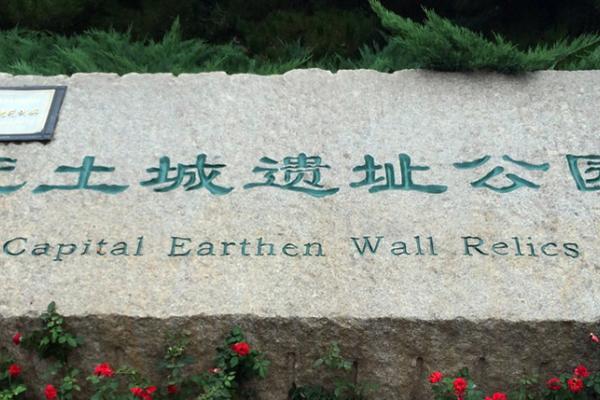 土城遗址公
Capital Earthen Wall Relics